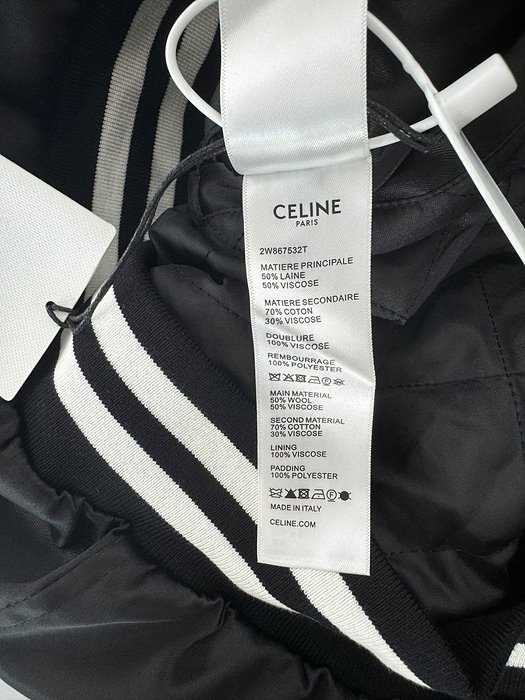 CELINE
PARIS
2W867532T
MATIERE PRINCIPALE
50% LAINE
50% VISCOSE
MATIERE SECONDAIRE
70% COTON
30% VISCOSE
DOUBLURE
100% VISCOSE
REMBOURRAGE
100% POLYESTER
MAIN MATERIAL
50% WOOL
50% VISCOSE
SECOND MATERIAL
70% COTTON
30% VISCOSE
LINING
100% VISCOSE
PADDING
100% POLYESTER
MADE IN ITALY
CELINE.COM